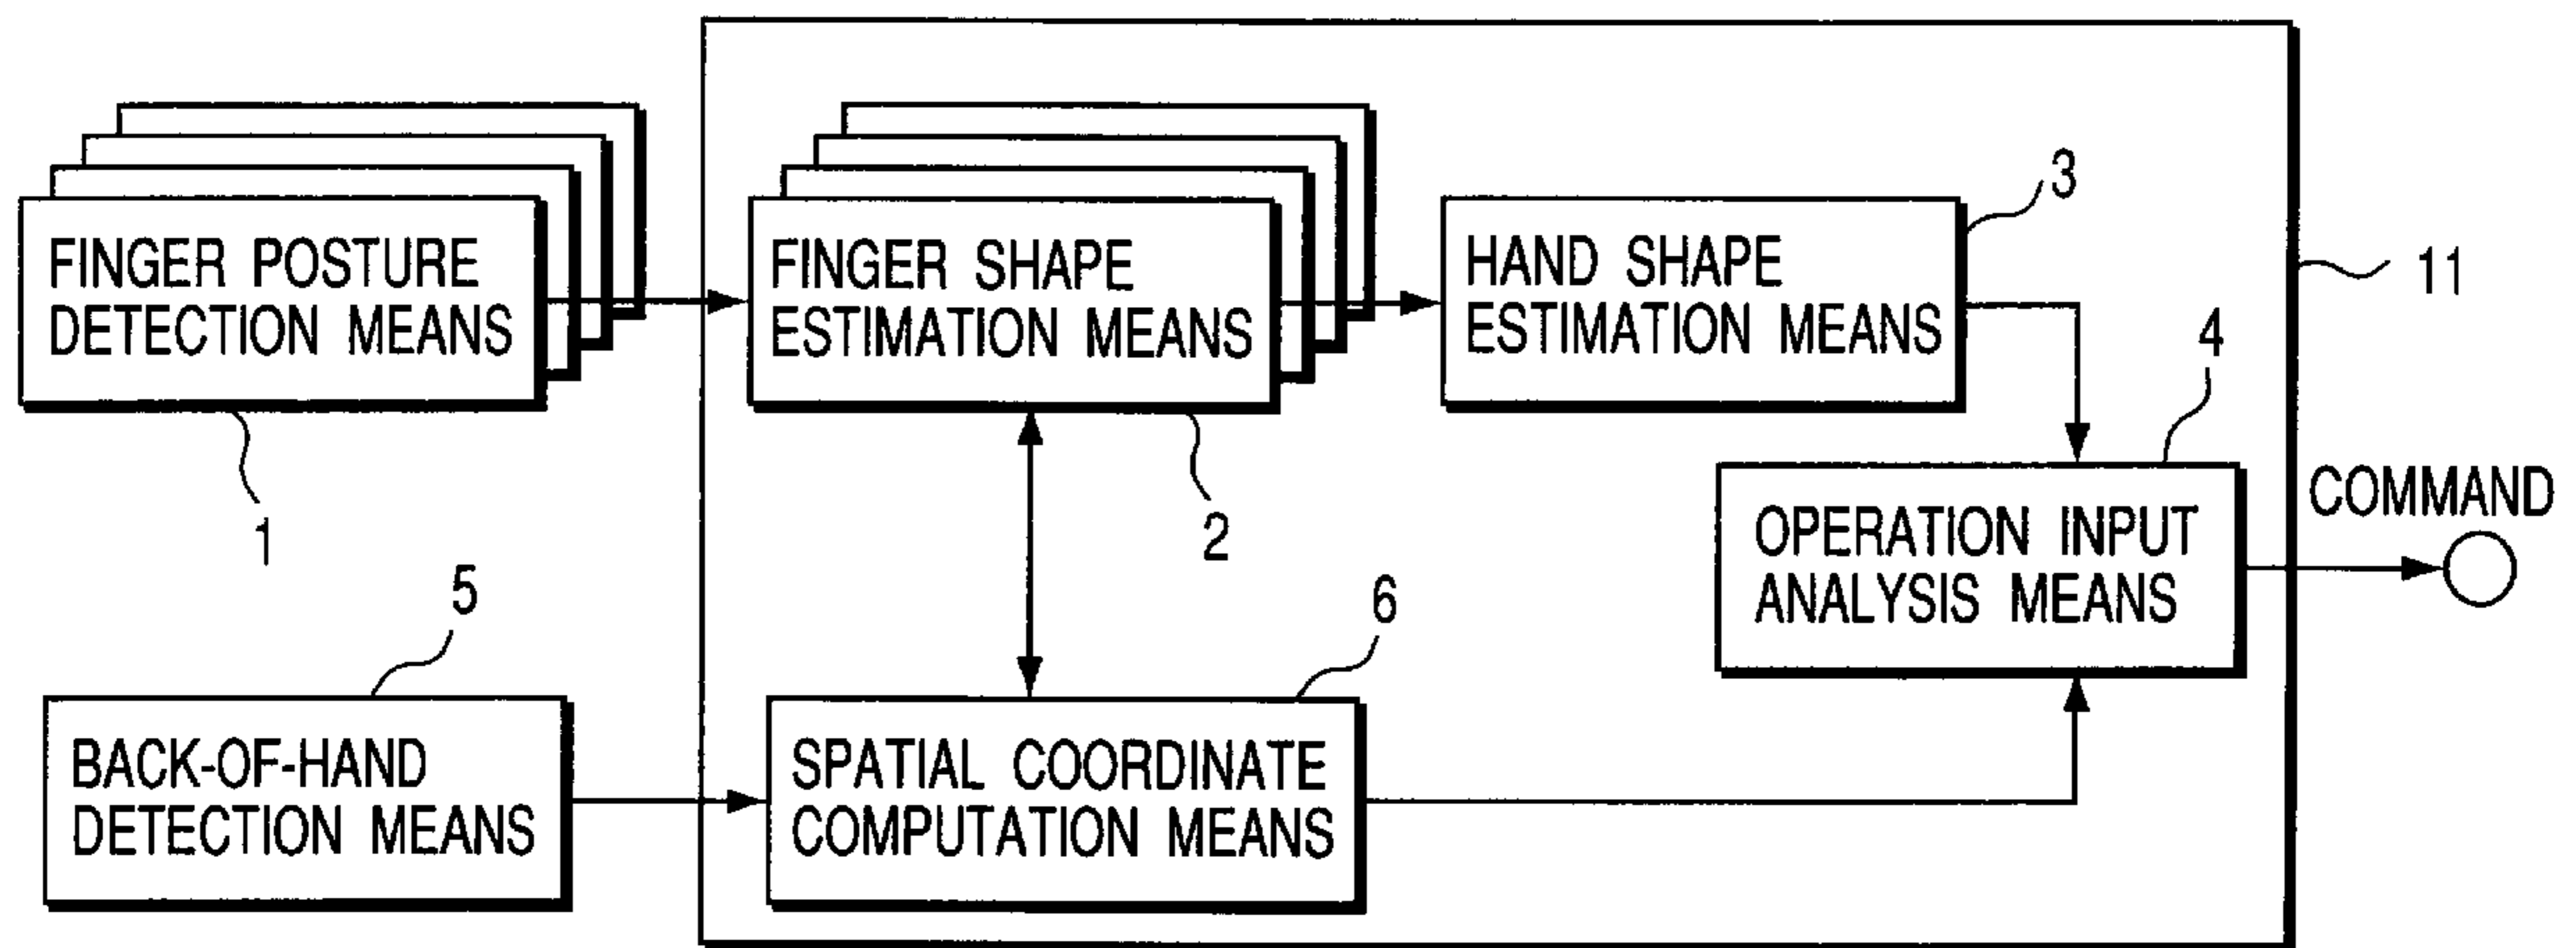 FINGER POSTURE
DETECTION MEANS
1
FINGER SHAPE
ESTIMATION MEANS
2
HAND SHAPE
ESTIMATION MEANS
3
11
4
OPERATION INPUT
ANALYSIS MEANS
COMMAND
5
BACK-OF-HAND
DETECTION MEANS
6
SPATIAL COORDINATE
COMPUTATION MEANS